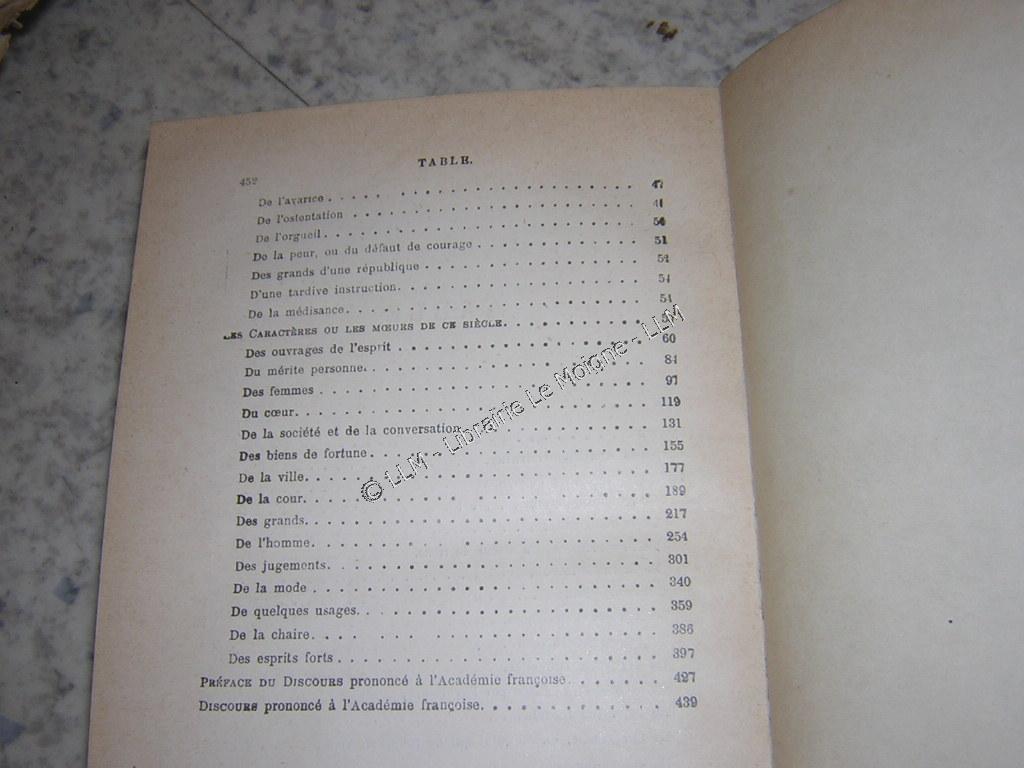 TABLE.
452
De l'avarice . . . . . . . . . . . . . . . . . . . . 47
De l'ostentation . . . . . . . . . . . . . . . . . . .
De l'orgueil . . . . . . . . . . . . . . . . . . . . 50
De la peur, ou du défaut de courage . . . . . . . . . . 51
Des grands d'une république . . . . . . . . . . . . . .
D'une tardive instruction. . . . . . . . . . . . . . . . 54
De la médisance . . . . . . . . . . . . . . . . . . .
LES CARACTÈRES OU LES MŒURS DE CE SIÈCLE. . . . . . . . . .
Des ouvrages de l'esprit . . . . . . . . . . . . . . . 60
Du mérite personne. . . . . . . . . . . . . . . . . . 84
Des femmes . . . . . . . . . . . . . . . . . . . . 97
Du cœur. . . . . . . . . . . . . . . . . . . . . . 119
De la société et de la conversation. . . . . . . . . . . 131
Des biens de fortune . . . . . . . . . . . . . . . . . 155
De la ville. . . . . . . . . . . . . . . . . . . . . 177
De la cour. . . . . . . . . . . . . . . . . . . . . 189
Des grands. . . . . . . . . . . . . . . . . . . . . 217
De l'homme. . . . . . . . . . . . . . . . . . . . . 254
Des jugements. . . . . . . . . . . . . . . . . . . . 301
De la mode . . . . . . . . . . . . . . . . . . . . 340
De quelques usages. . . . . . . . . . . . . . . . . . 359
De la chaire. . . . . . . . . . . . . . . . . . . . 386
Des esprits forts . . . . . . . . . . . . . . . . . . 397
PRÉFACE DU DISCOURS prononcé à l'Académie françoise. . . . . . . 427
DISCOURS prononcé à l'Académie françoise. . . . . . . . . . . 439
© LLM - Librairie Le Moigne - LLM